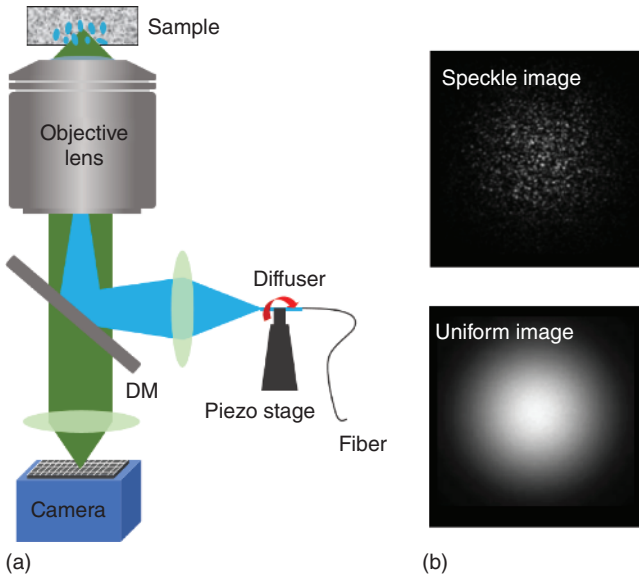 Sample
Objective
lens
Diffuser
DM
Piezo stage
Fiber
Camera
(a)
Speckle image
Uniform image
(b)